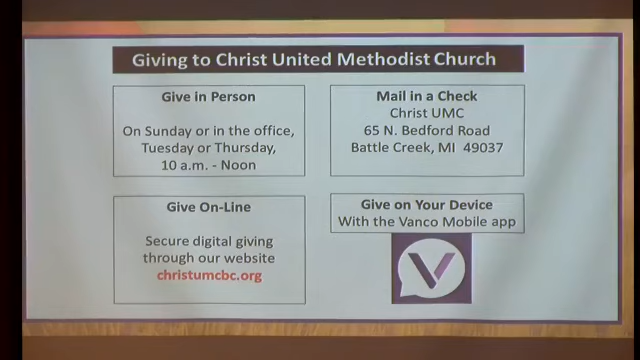 Giving to Christ United Methodist Church
Give in Person
On Sunday or in the office,
Tuesday or Thursday,
10 a.m. - Noon
Mail in a Check
Christ UMC
65 N. Bedford Road
Battle Creek, MI 49037
Give On-Line
Secure digital giving
through our website
christumcbc.org
Give on Your Device
With the Vanco Mobile app
V